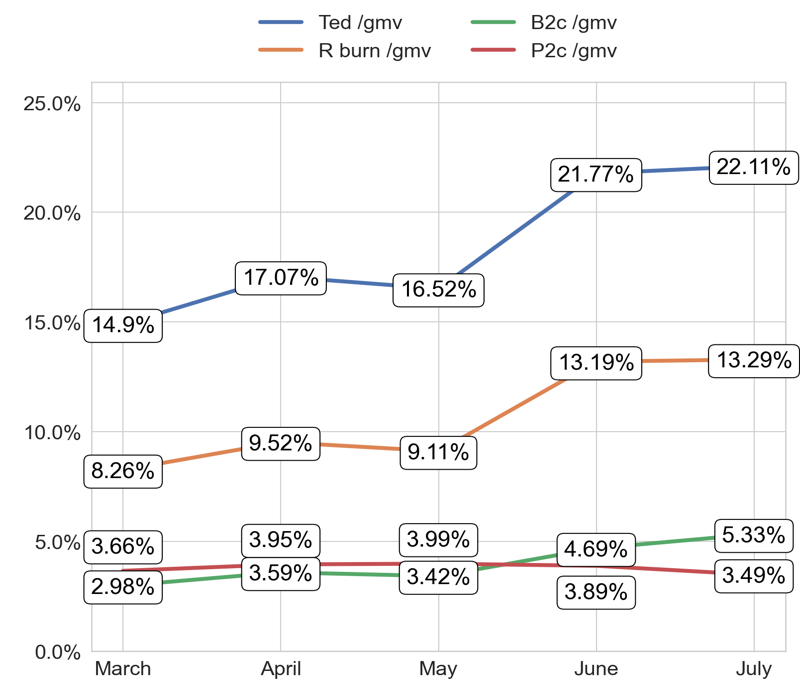 Ted /gmv
R burn /gmv
B2c /gmv
P2c /gmv
25.0%
20.0%
15.0%
10.0%
5.0%
0.0%
14.9%
17.07%
16.52%
21.77%
22.11%
8.26%
9.52%
9.11%
13.19%
13.29%
3.66%
3.95%
3.99%
4.69%
5.33%
2.98%
3.59%
3.42%
3.89%
3.49%
March
April
May
June
July